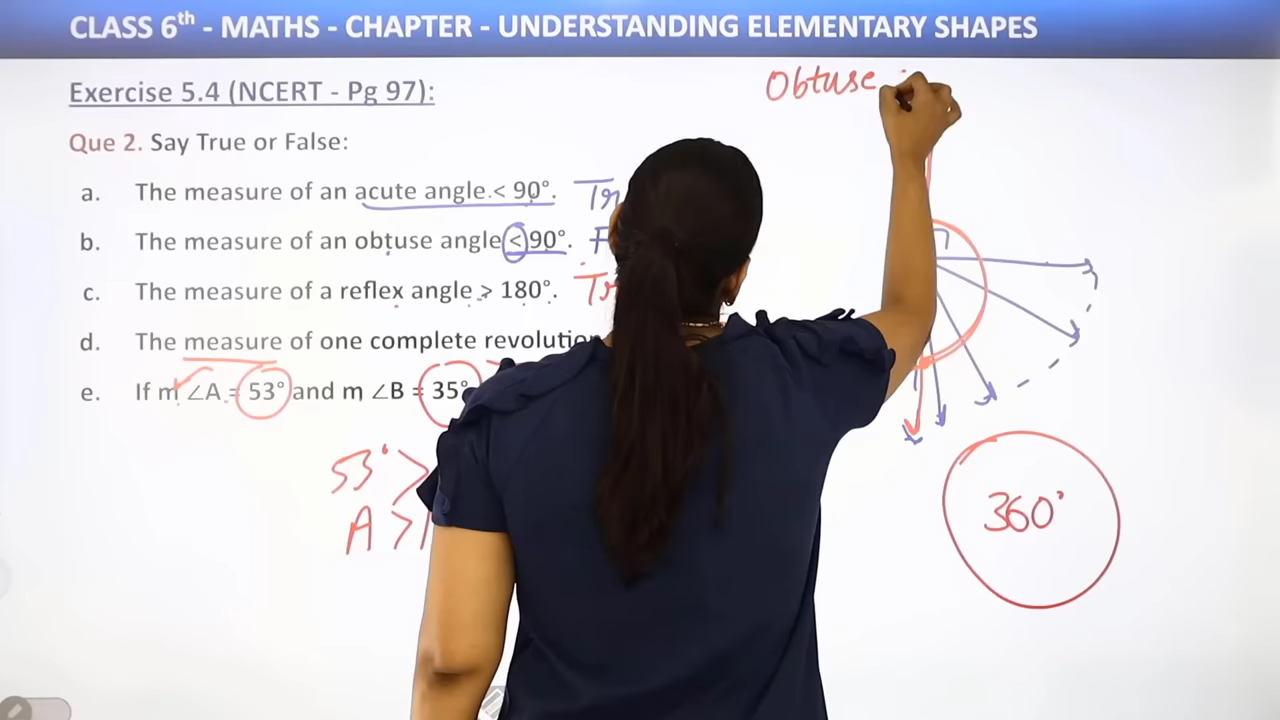 CLASS 6th - MATHS - CHAPTER - UNDERSTANDING ELEMENTARY SHAPES
Exercise 5.4 (NCERT - Pg 97):
Obtuse
Que 2. Say True or False:
a. The measure of an acute angle < 90°.
b. The measure of an obtuse angle < 90°.
c. The measure of a reflex angle > 180°.
d. The measure of one complete
e. If m ∠A = 53° and m ∠B = 35°
53° >
A >
360°